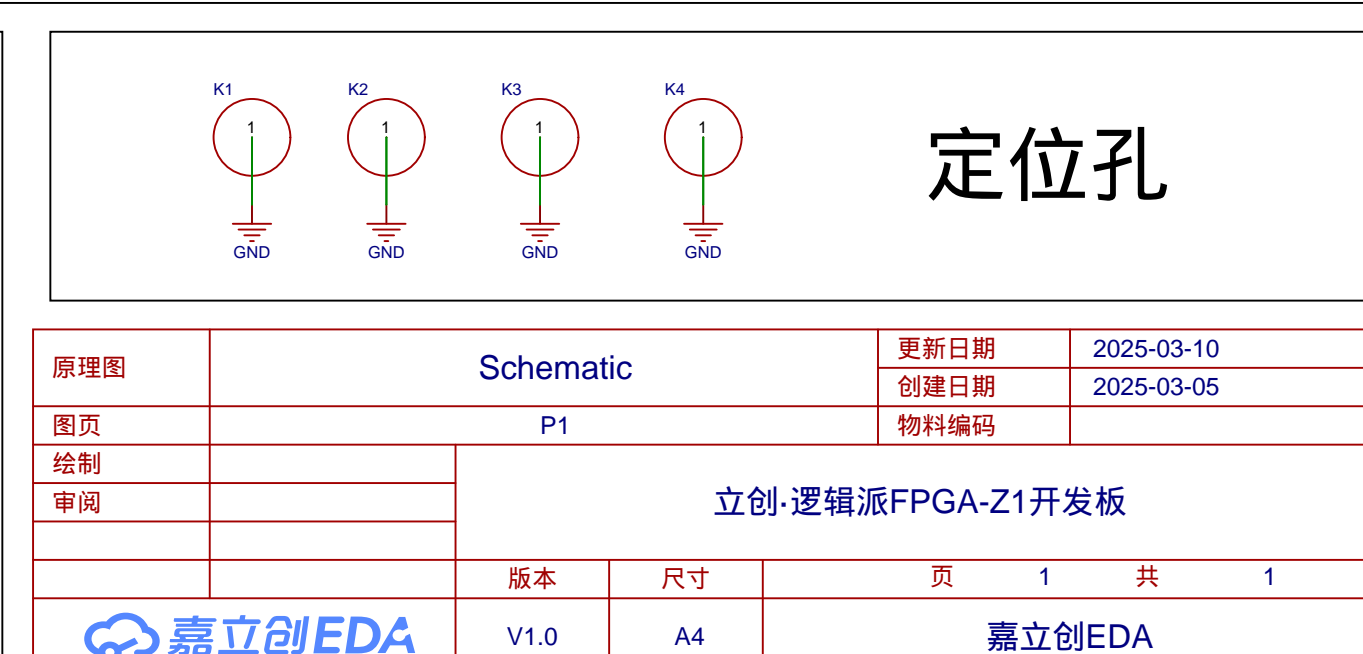 K1 K2 K3 K4
1 1 1 1
定位孔
GND GND GND GND
原理图 Schematic 更新日期 2025-03-10
创建日期 2025-03-05
图页 P1 物料编码
绘制
审阅
立创·逻辑派FPGA-Z1开发板
版本 尺寸 页 1 共 1
嘉立创EDA V1.0 A4 嘉立创EDA